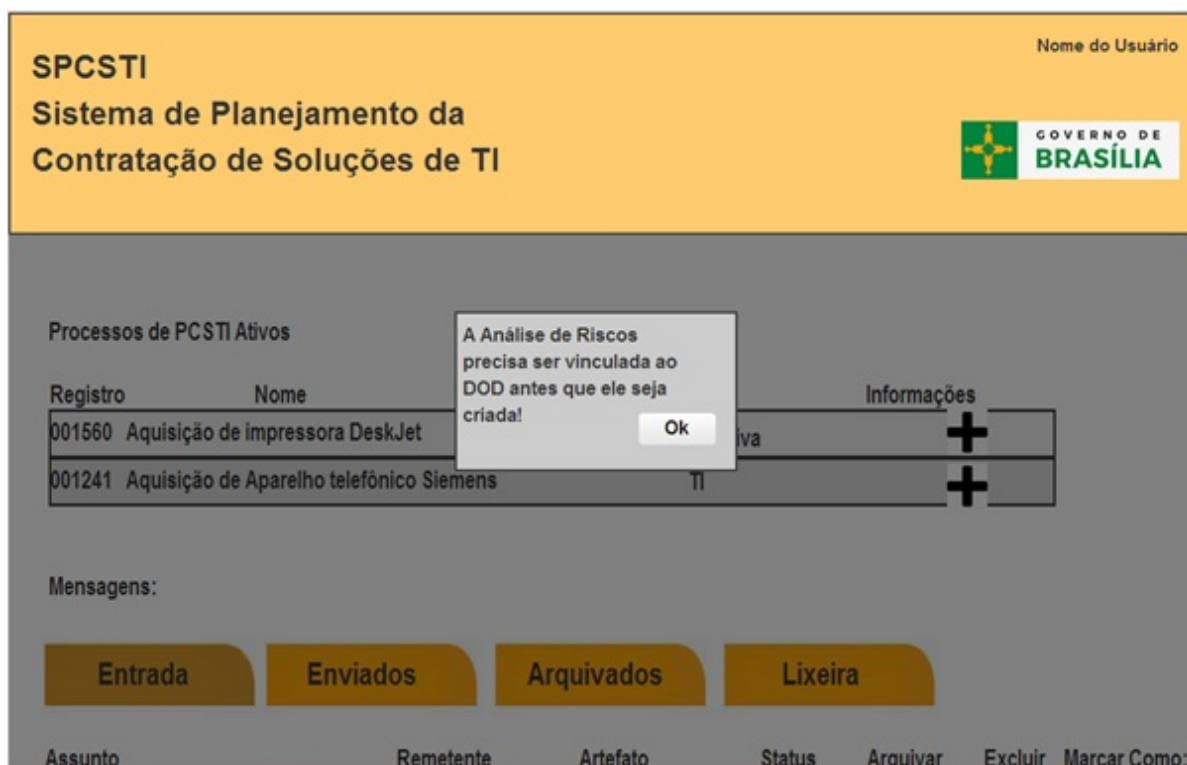 Nome do Usuário
SPCSTI
Sistema de Planejamento da
Contratação de Soluções de TI
GOVERNO DE
BRASÍLIA
Processos de PCSTI Ativos
A Análise de Riscos
precisa ser vinculada ao
DOD antes que ele seja
criada!
Ok
Registro Nome Informações
001560 Aquisição de impressora DeskJet iva
001241 Aquisição de Aparelho telefônico Siemens TI
Mensagens:
Entrada Enviados Arquivados Lixeira
Assunto Remetente Artefato Status Arquivar Excluir Marcar Como: